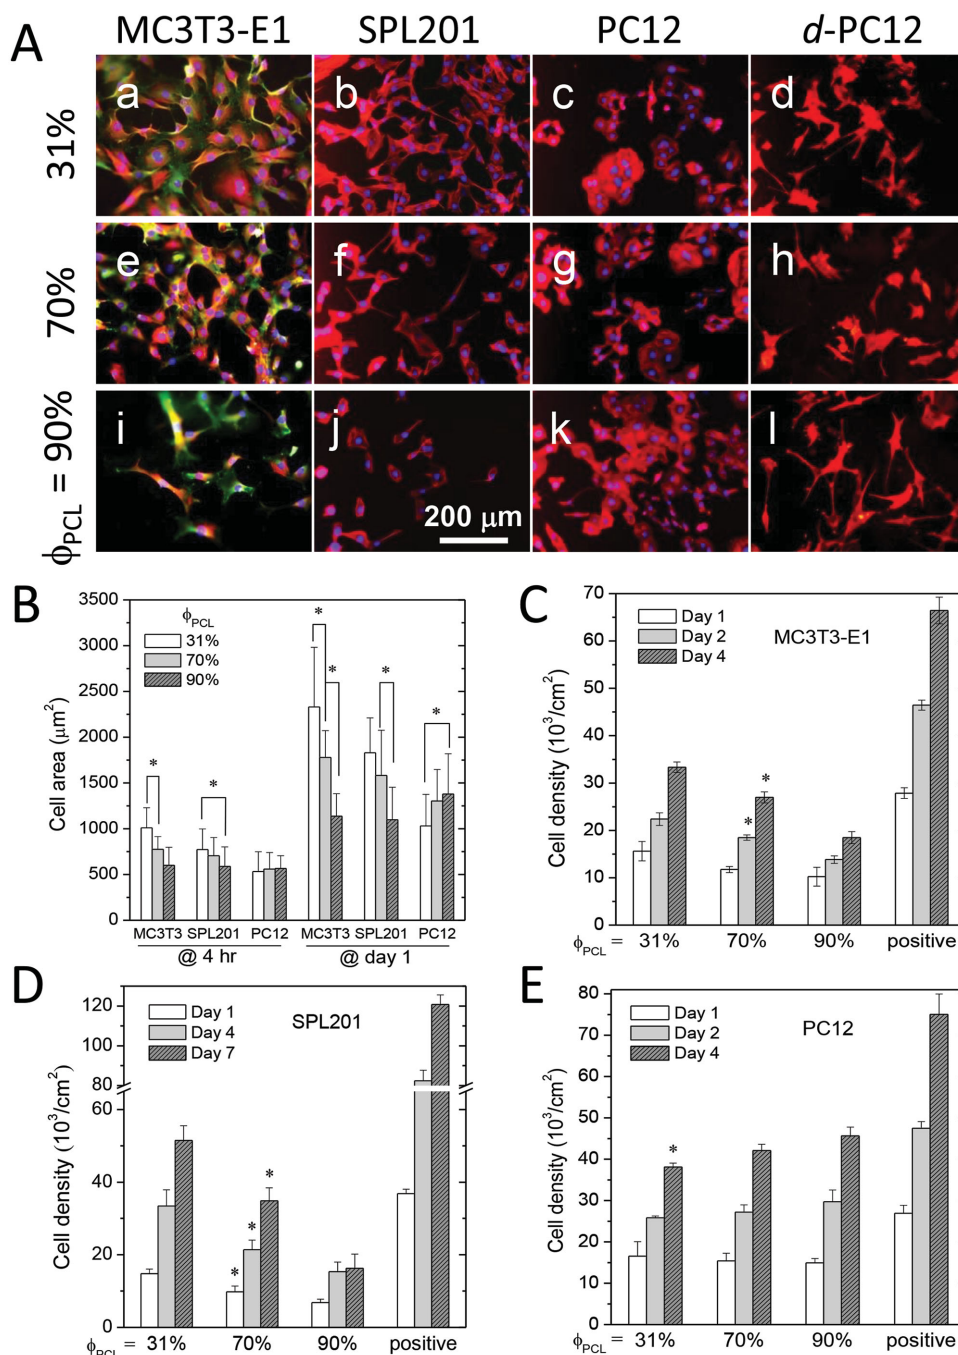 A
MC3T3-E1 SPL201 PC12 d-PC12
31%
a b c d
70%
e f g h
ϕPCL = 90%
i j k l
200 μm
B
ϕPCL
31%
70%
90%
Cell area (μm²)
3500
3000
2500
2000
1500
1000
500
0
* * * * * *
MC3T3 SPL201 PC12 MC3T3 SPL201 PC12
@ 4 hr @ day 1
C
MC3T3-E1
Day 1
Day 2
Day 4
Cell density (10³/cm²)
70
60
50
40
30
20
10
0
* *
ϕPCL = 31% 70% 90% positive
D
SPL201
Day 1
Day 4
Day 7
Cell density (10³/cm²)
120
100
80
60
40
20
0
* * *
ϕPCL = 31% 70% 90% positive
E
PC12
Day 1
Day 2
Day 4
Cell density (10³/cm²)
80
70
60
50
40
30
20
10
0
*
ϕPCL = 31% 70% 90% positive